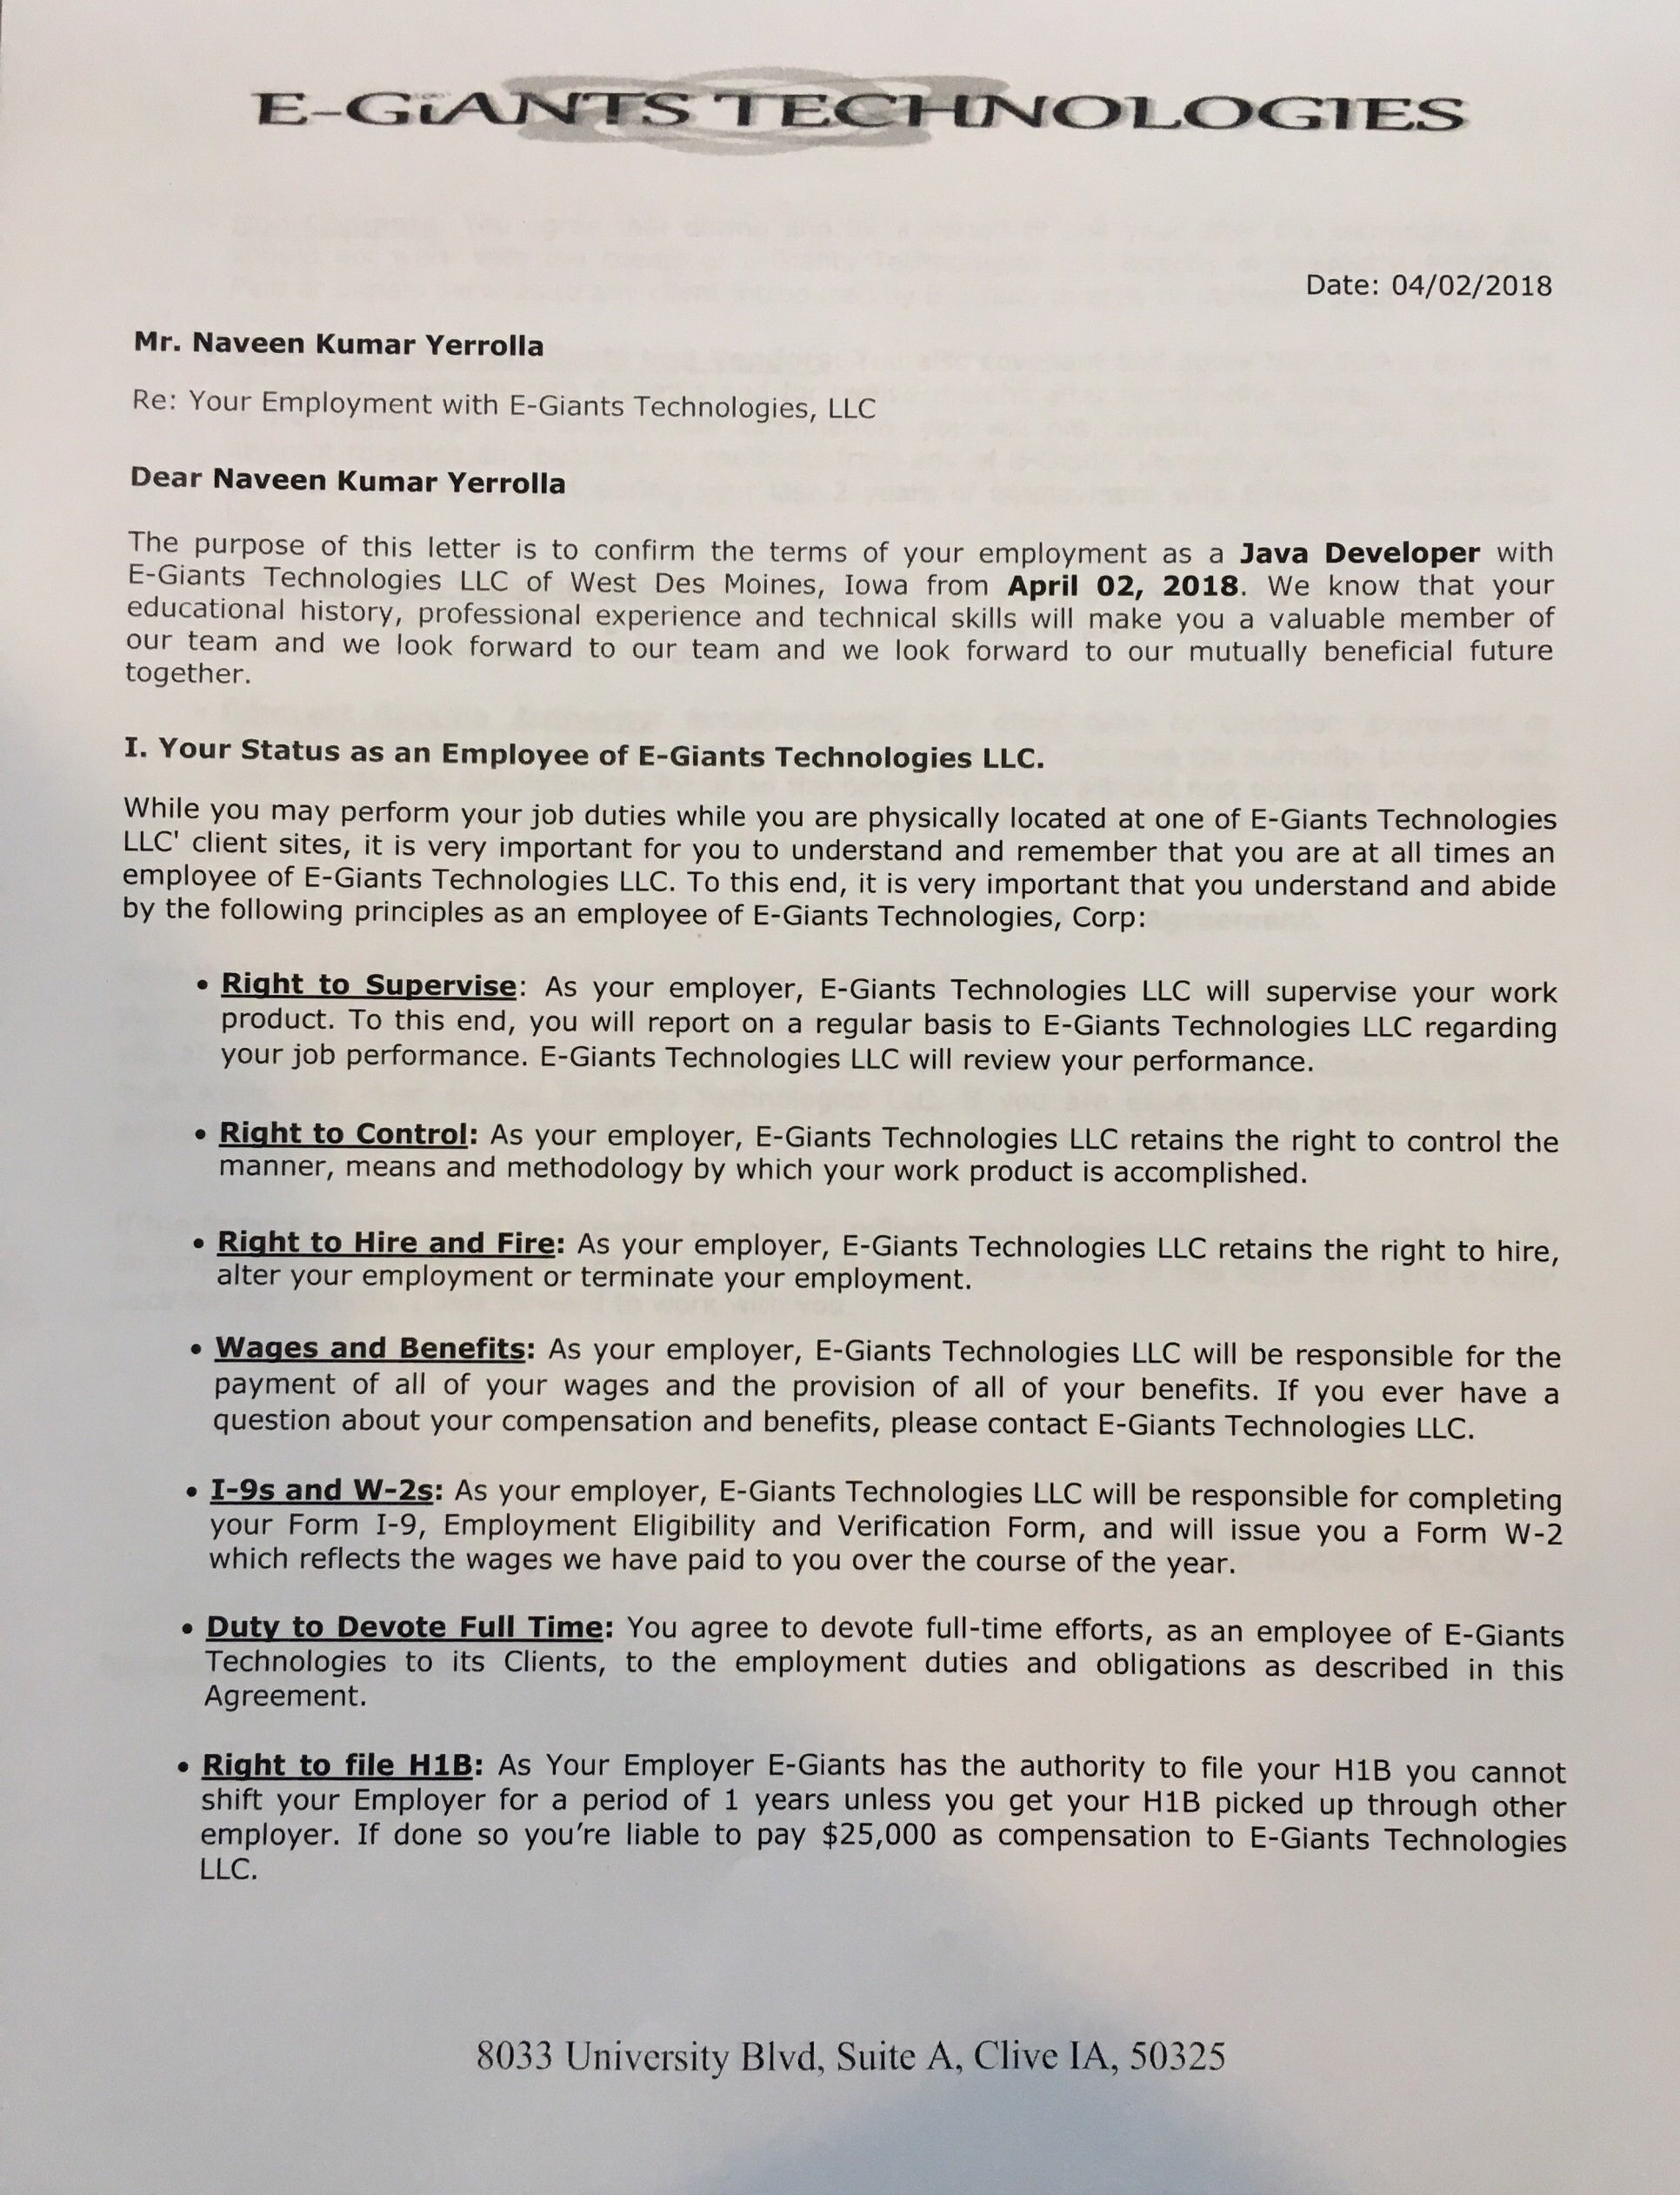 E-GiANTS TECHNOLOGIES
Date: 04/02/2018
Mr. Naveen Kumar Yerrolla
Re: Your Employment with E-Giants Technologies, LLC
Dear Naveen Kumar Yerrolla
The purpose of this letter is to confirm the terms of your employment as a Java Developer with
E-Giants Technologies LLC of West Des Moines, Iowa from April 02, 2018. We know that your
educational history, professional experience and technical skills will make you a valuable member of
our team and we look forward to our team and we look forward to our mutually beneficial future
together.
I. Your Status as an Employee of E-Giants Technologies LLC.
While you may perform your job duties while you are physically located at one of E-Giants Technologies
LLC' client sites, it is very important for you to understand and remember that you are at all times an
employee of E-Giants Technologies LLC. To this end, it is very important that you understand and abide
by the following principles as an employee of E-Giants Technologies, Corp:
• Right to Supervise: As your employer, E-Giants Technologies LLC will supervise your work
product. To this end, you will report on a regular basis to E-Giants Technologies LLC regarding
your job performance. E-Giants Technologies LLC will review your performance.
• Right to Control: As your employer, E-Giants Technologies LLC retains the right to control the
manner, means and methodology by which your work product is accomplished.
• Right to Hire and Fire: As your employer, E-Giants Technologies LLC retains the right to hire,
alter your employment or terminate your employment.
• Wages and Benefits: As your employer, E-Giants Technologies LLC will be responsible for the
payment of all of your wages and the provision of all of your benefits. If you ever have a
question about your compensation and benefits, please contact E-Giants Technologies LLC.
• I-9s and W-2s: As your employer, E-Giants Technologies LLC will be responsible for completing
your Form I-9, Employment Eligibility and Verification Form, and will issue you a Form W-2
which reflects the wages we have paid to you over the course of the year.
• Duty to Devote Full Time: You agree to devote full-time efforts, as an employee of E-Giants
Technologies to its Clients, to the employment duties and obligations as described in this
Agreement.
• Right to file H1B: As Your Employer E-Giants has the authority to file your H1B you cannot
shift your Employer for a period of 1 years unless you get your H1B picked up through other
employer. If done so you’re liable to pay $25,000 as compensation to E-Giants Technologies
LLC.
8033 University Blvd, Suite A, Clive IA, 50325